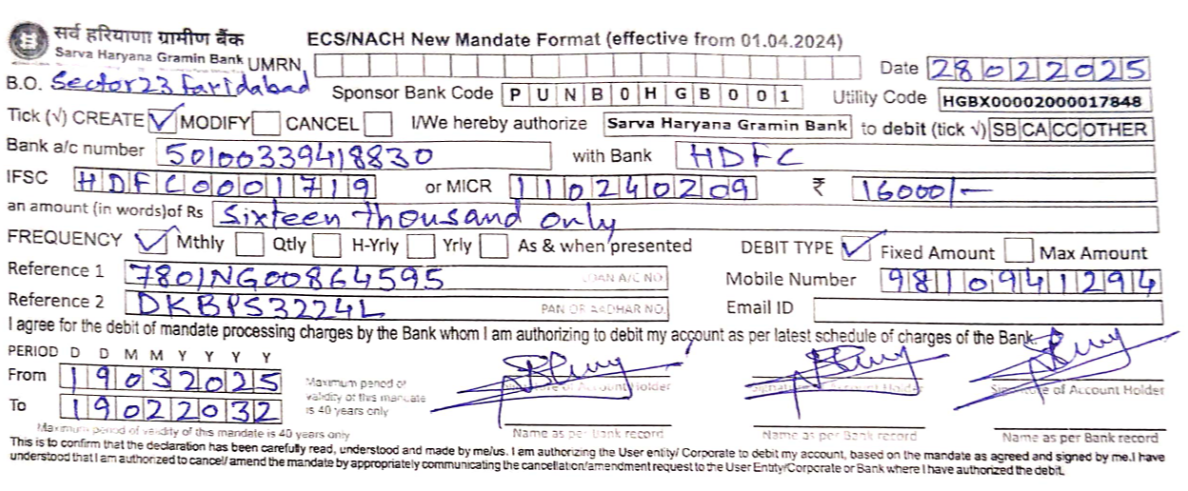 सर्व हरियाणा ग्रामीण बैंक
Sarva Haryana Gramin Bank
ECS/NACH New Mandate Format (effective from 01.04.2024)
UMRN Date 28022025
B.O. Sector 23 Faridabad Sponsor Bank Code PUNB0HGB001 Utility Code HGBX00002000017848
Tick (√) CREATE ✓ MODIFY CANCEL I/We hereby authorize Sarva Haryana Gramin Bank to debit (tick √) SB CA CC OTHER
Bank a/c number 50100339418830 with Bank HDFC
IFSC HDFC0001719 or MICR 110240209 ₹ 16000/-
an amount (in words)of Rs Sixteen thousand only
FREQUENCY ✓ Mthly Qtly H-Yrly Yrly As & when presented DEBIT TYPE ✓ Fixed Amount Max Amount
Reference 1 7801NG00864595 LOAN A/C NO. Mobile Number 98110941294
Reference 2 DKBPS3224L PAN OR AADHAR NO. Email ID
I agree for the debit of mandate processing charges by the Bank whom I am authorizing to debit my account as per latest schedule of charges of the Bank.
PERIOD D D M M Y Y Y Y
From 19032025 Maximum period of validity of this mandate is 40 years only Signature of Account Holder Signature of Account Holder Signature of Account Holder
To 19022032
Maximum period of validity of this mandate is 40 years only Name as per Bank record Name as per Bank record Name as per Bank record
This is to confirm that the declaration has been carefully read, understood and made by me/us. I am authorizing the User entity/ Corporate to debit my account, based on the mandate as agreed and signed by me.I have
understood that I am authorized to cancel/amend the mandate by appropriately communicating the cancellation/amendment request to the User Entity/Corporate or Bank where I have authorized the debit.